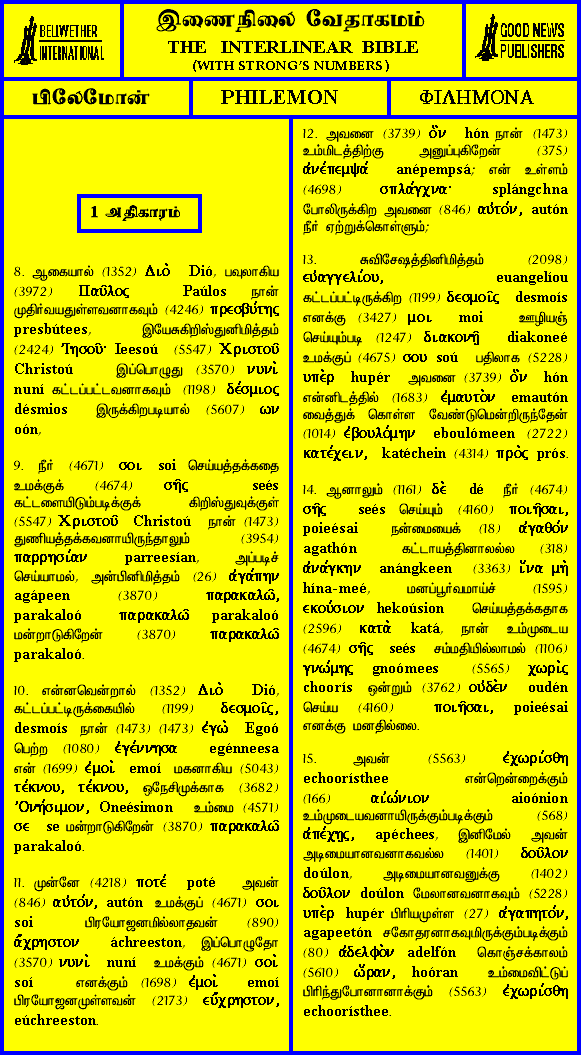 BELLWETHER
INTERNATIONAL
இணைநிலை வேதாகமம்
THE INTERLINEAR BIBLE
(WITH STRONG'S NUMBERS)
GOOD NEWS
PUBLISHERS
பிலேமோன்
PHILEMON
ΦΙΛΗΜΟΝΑ
1 அதிகாரம்
8. ஆகையால் (1352) Διὸ Dió, பவுலாகிய
(3972) Παῦλος Paúlos நான்
முதிர்வயதுள்ளவனாகவும் (4246) πρεσβύτης
presbútees, இயேசுகிறிஸ்துனிமித்தம்
(2424) Ἰησοῦ· Ieesoú (5547) Χριστοῦ
Christoú இப்பொழுது (3570) νυνὶ
nuní கட்டப்பட்டவனாகவும் (1198) δέσμιος
désmios இருக்கிறபடியால் (5607) ων
oón,
9. நீர் (4671) σοι soi செய்யத்தக்கதை
உமக்குக் (4674) σῆς seés
கட்டளையிடும்படிக்குக் கிறிஸ்துவுக்குள்
(5547) Χριστοῦ Christoú நான் (1473)
துணியத்தக்கவனாயிருந்தாலும் (3954)
παρρησίαν parreesían, அப்படிச்
செய்யாமல், அன்பினிமித்தம் (26) ἀγάπην
agápeen (3870) παρακαλῶ,
parakaloó παρακαλῶ parakaloó
மன்றாடுகிறேன் (3870) παρακαλῶ
parakaloó.
10. என்னவென்றால் (1352) Διὸ Dió,
கட்டப்பட்டிருக்கையில் (1199) δεσμοῖς,
desmoís நான் (1473) (1473) ἐγὼ Egoó
பெற்ற (1080) ἐγέννησα egénneesa
என் (1699) ἐμοὶ emoí மகனாகிய (5043)
τέκνου, τέκνου, ஒநேசிமுக்காக (3682)
Ὀνήσιμον, Oneésimon உம்மை (4571)
σε se மன்றாடுகிறேன் (3870) παρακαλῶ
parakaloó.
11. முன்னே (4218) ποτέ poté அவன்
(846) αὐτόν, autón உமக்குப் (4671) σοι
soi பிரயோஜனமில்லாதவன் (890)
ἄχρηστον áchreeston, இப்பொழுதோ
(3570) νυνὶ nuní உமக்கும் (4671) σοὶ
soí எனக்கும் (1698) ἐμοὶ emoí
பிரயோஜனமுள்ளவன் (2173) εὔχρηστον,
eúchreeston.
12. அவனை (3739) ὅν hón நான் (1473)
உம்மிடத்திற்கு அனுப்புகிறேன் (375)
ἀνέπεμψά anépempsá; என் உள்ளம்
(4698) σπλάγχνα· splángchna
போலிருக்கிற அவனை (846) αὐτόν, autón
நீர் ஏற்றுக்கொள்ளும்;
13. சுவிசேஷத்தினிமித்தம் (2098)
εὐαγγελίου, euangelíou
கட்டப்பட்டிருக்கிற (1199) δεσμοῖς desmoís
எனக்கு (3427) μοι moi ஊழியஞ்
செய்யும்படி (1247) διακονῇ diakoneé
உமக்குப் (4675) σου soú பதிலாக (5228)
ὑπὲρ hupér அவனை (3739) ὃν hón
என்னிடத்தில் (1683) ἐμαυτὸν emautón
வைத்துக் கொள்ள வேண்டுமென்றிருந்தேன்
(1014) ἐβουλόμην eboulómeen (2722)
κατέχειν, katéchein (4314) πρὸς prós.
14. ஆனாலும் (1161) δὲ dé நீர் (4674)
σῆς seés செய்யும் (4160) ποιῆσαι,
poieésai நன்மையைக் (18) ἀγαθόν
agathón கட்டாயத்தினாலல்ல (318)
ἀνάγκην anángkeen (3363) ἵνα μὴ
hína-meé, மனப்பூர்வமாய்ச் (1595)
ἑκούσιον hekoúsion செய்யத்தக்கதாக
(2596) κατὰ katá, நான் உம்முடைய
(4674) σῆς seés சம்மதியில்லாமல் (1106)
γνώμης gnoómees (5565) χωρὶς
choorís ஒன்றும் (3762) οὐδὲν oudén
செய்ய (4160) ποιῆσαι, poieésai
எனக்கு மனதில்லை.
15. அவன் (5563) ἐχωρίσθη
echoorísthee என்றென்றைக்கும்
(166) αἰώνιον aioónion
உம்முடையவனாயிருக்கும்படிக்கும் (568)
ἀπέχῃς, apéchees, இனிமேல் அவன்
அடிமையானவனாகவல்ல (1401) δοῦλον
doúlon, அடிமையானவனுக்கு (1402)
δοῦλον doúlon மேலானவனாகவும் (5228)
ὑπὲρ hupér பிரியமுள்ள (27) ἀγαπητόν,
agapeetón சகோதரனாகவுமிருக்கும்படிக்கும்
(80) ἀδελφὸν adelfón கொஞ்சக்காலம்
(5610) ὥραν, hoóran உம்மைவிட்டுப்
பிரிந்துபோனானாக்கும் (5563) ἐχωρίσθη
echoorísthee.